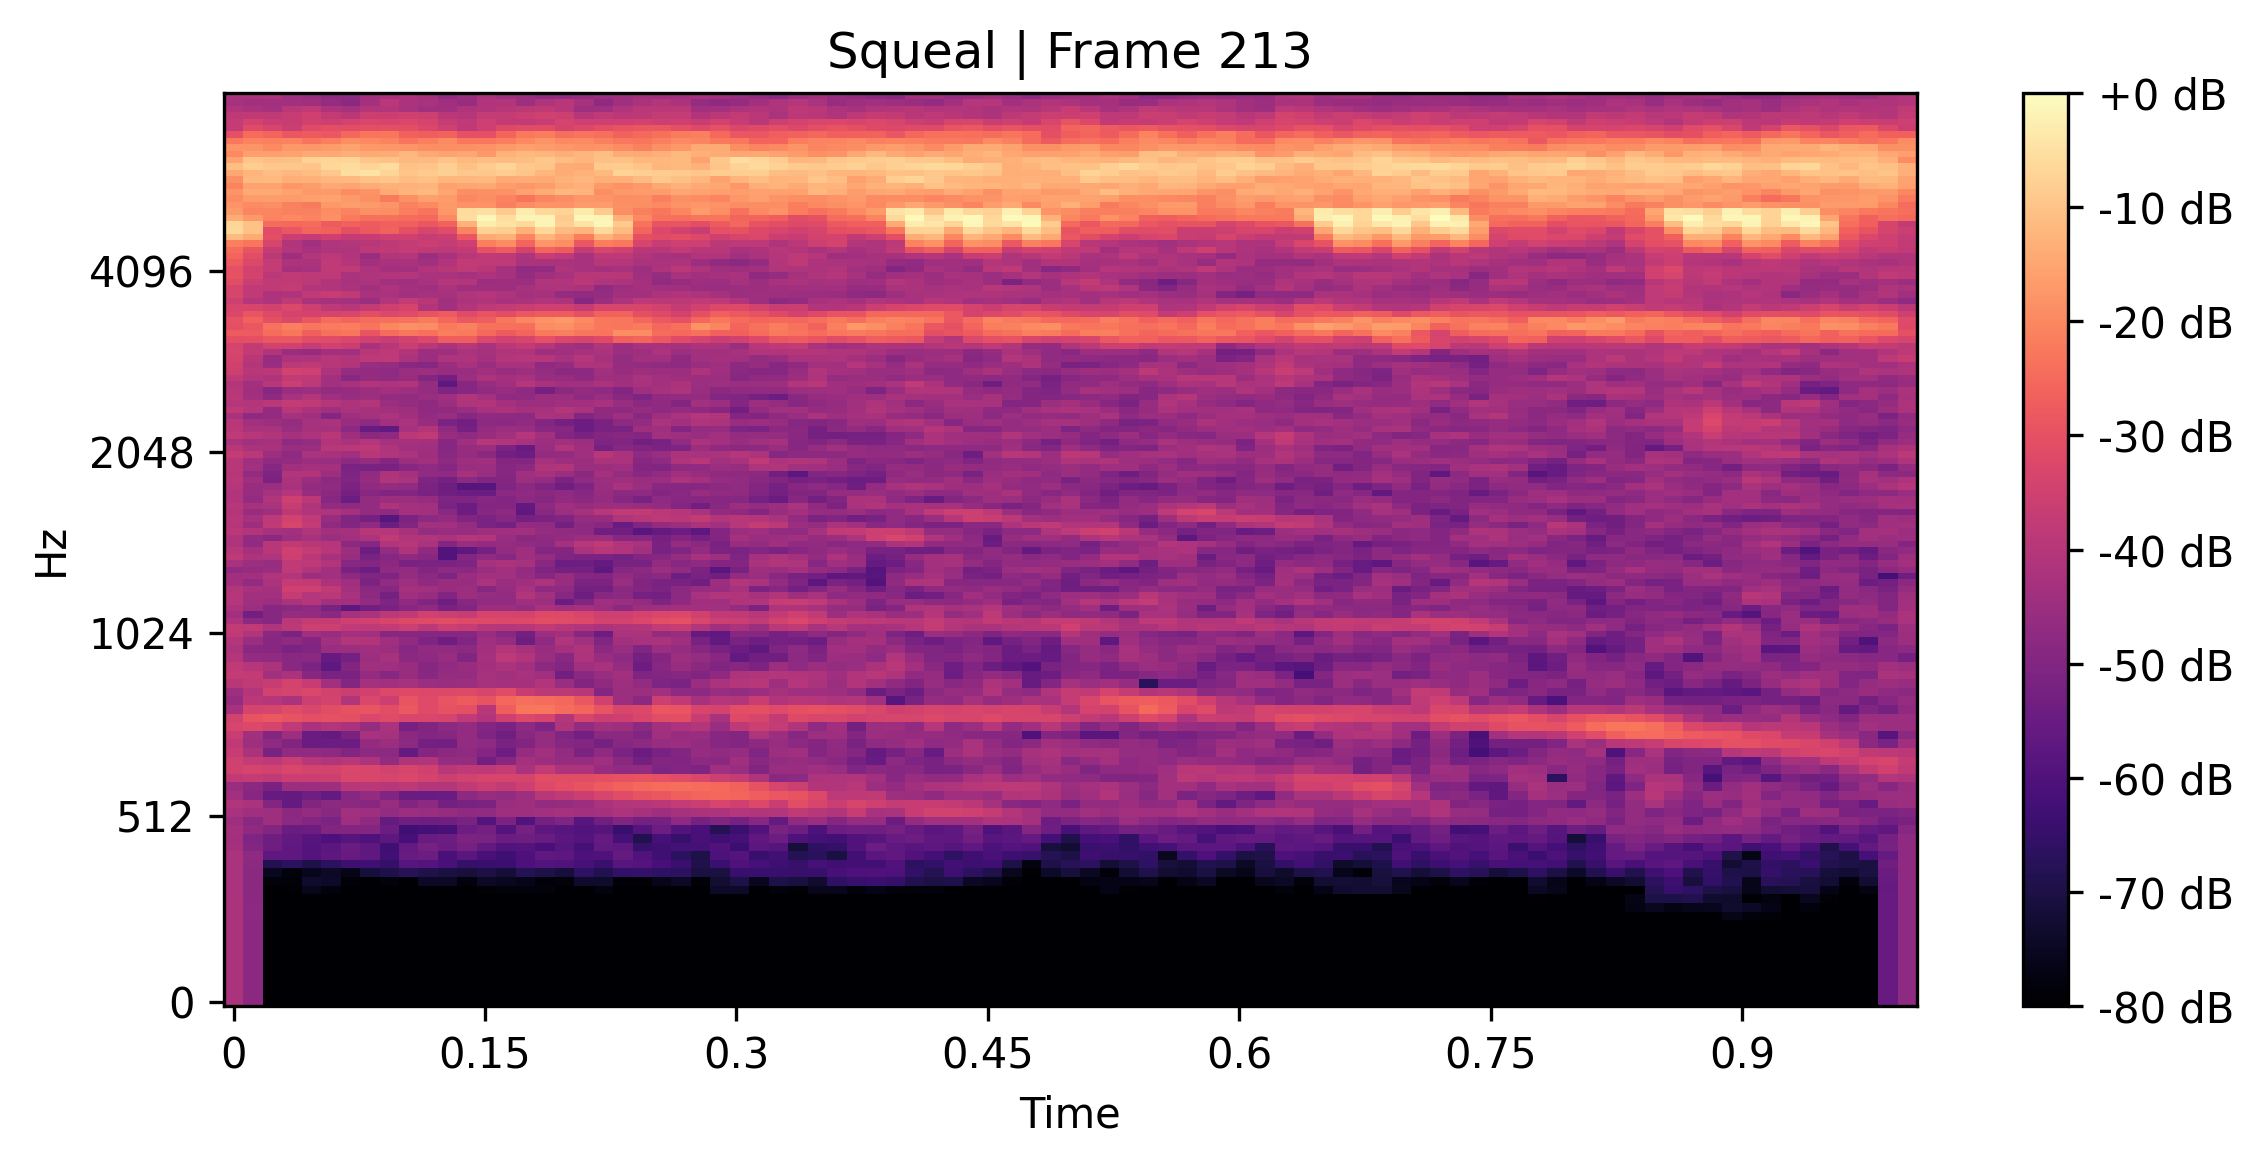 Squeal | Frame 213
+0 dB
-10 dB
-20 dB
-30 dB
-40 dB
-50 dB
-60 dB
-70 dB
-80 dB
Hz
4096
2048
1024
512
0
0 0.15 0.3 0.45 0.6 0.75 0.9
Time